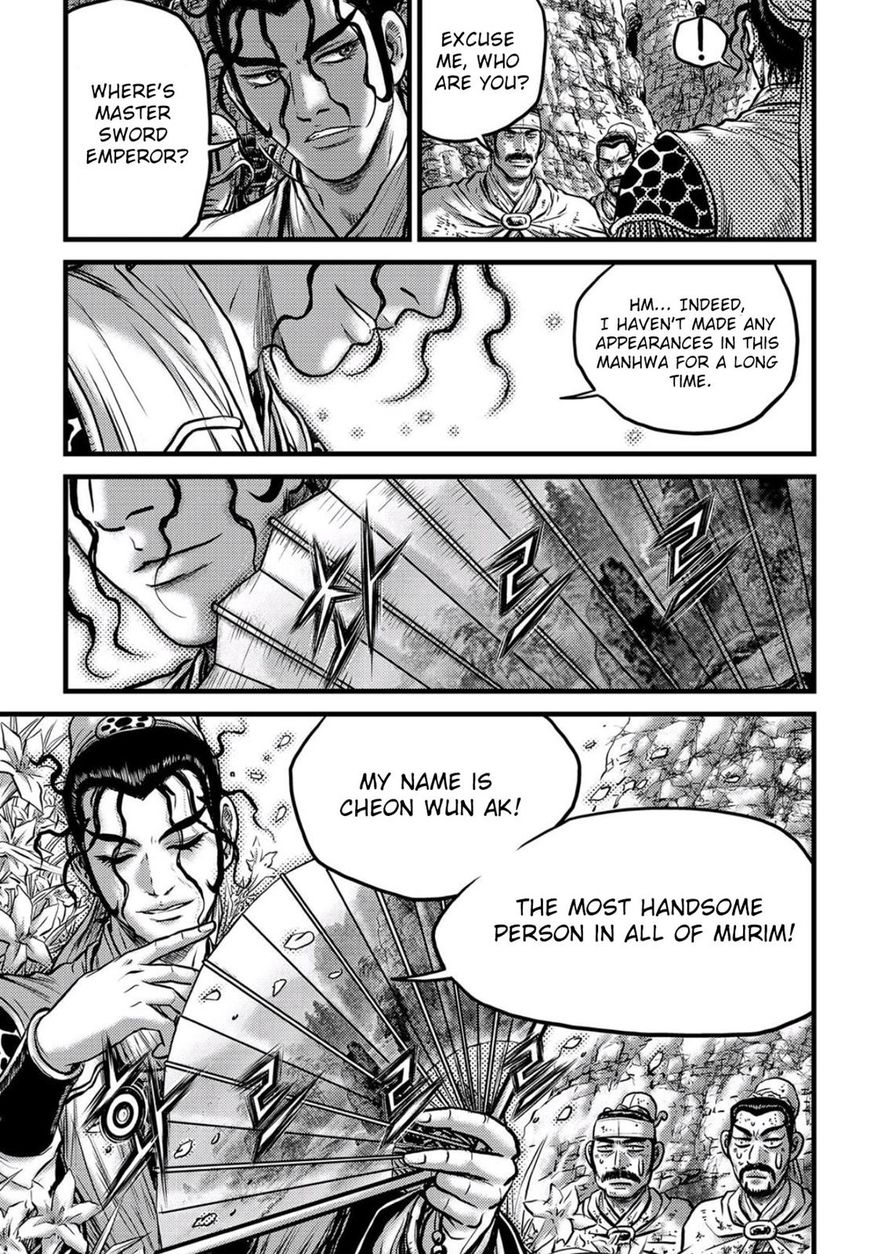 WHERE'S
MASTER
SWORD
EMPEROR?
EXCUSE
ME, WHO
ARE YOU?
!
HM... INDEED,
I HAVEN'T MADE ANY
APPEARANCES IN THIS
MANHWA FOR A LONG
TIME.
MY NAME IS
CHEON WUN AK!
THE MOST HANDSOME
PERSON IN ALL OF MURIM!